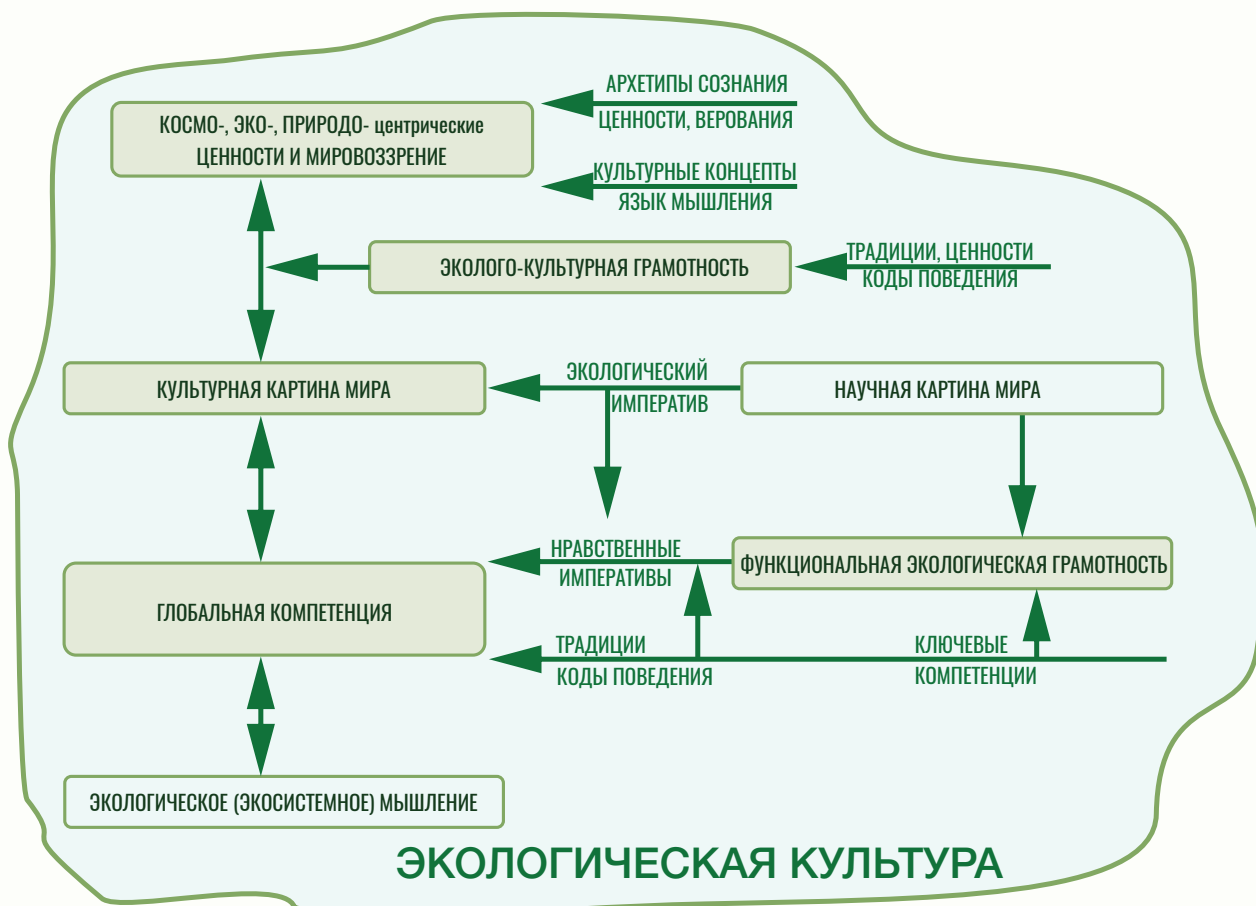 АРХЕТИПЫ СОЗНАНИЯ
ЦЕННОСТИ, ВЕРОВАНИЯ
КОСМО-, ЭКО-, ПРИРОДО- центрические
ЦЕННОСТИ И МИРОВОЗЗРЕНИЕ
КУЛЬТУРНЫЕ КОНЦЕПТЫ
ЯЗЫК МЫШЛЕНИЯ
ЭКОЛОГО-КУЛЬТУРНАЯ ГРАМОТНОСТЬ
ТРАДИЦИИ, ЦЕННОСТИ
КОДЫ ПОВЕДЕНИЯ
КУЛЬТУРНАЯ КАРТИНА МИРА
ЭКОЛОГИЧЕСКИЙ
ИМПЕРАТИВ
НАУЧНАЯ КАРТИНА МИРА
НРАВСТВЕННЫЕ
ИМПЕРАТИВЫ
ФУНКЦИОНАЛЬНАЯ ЭКОЛОГИЧЕСКАЯ ГРАМОТНОСТЬ
ГЛОБАЛЬНАЯ КОМПЕТЕНЦИЯ
ТРАДИЦИИ
КОДЫ ПОВЕДЕНИЯ
КЛЮЧЕВЫЕ
КОМПЕТЕНЦИИ
ЭКОЛОГИЧЕСКОЕ (ЭКОСИСТЕМНОЕ) МЫШЛЕНИЕ
ЭКОЛОГИЧЕСКАЯ КУЛЬТУРА